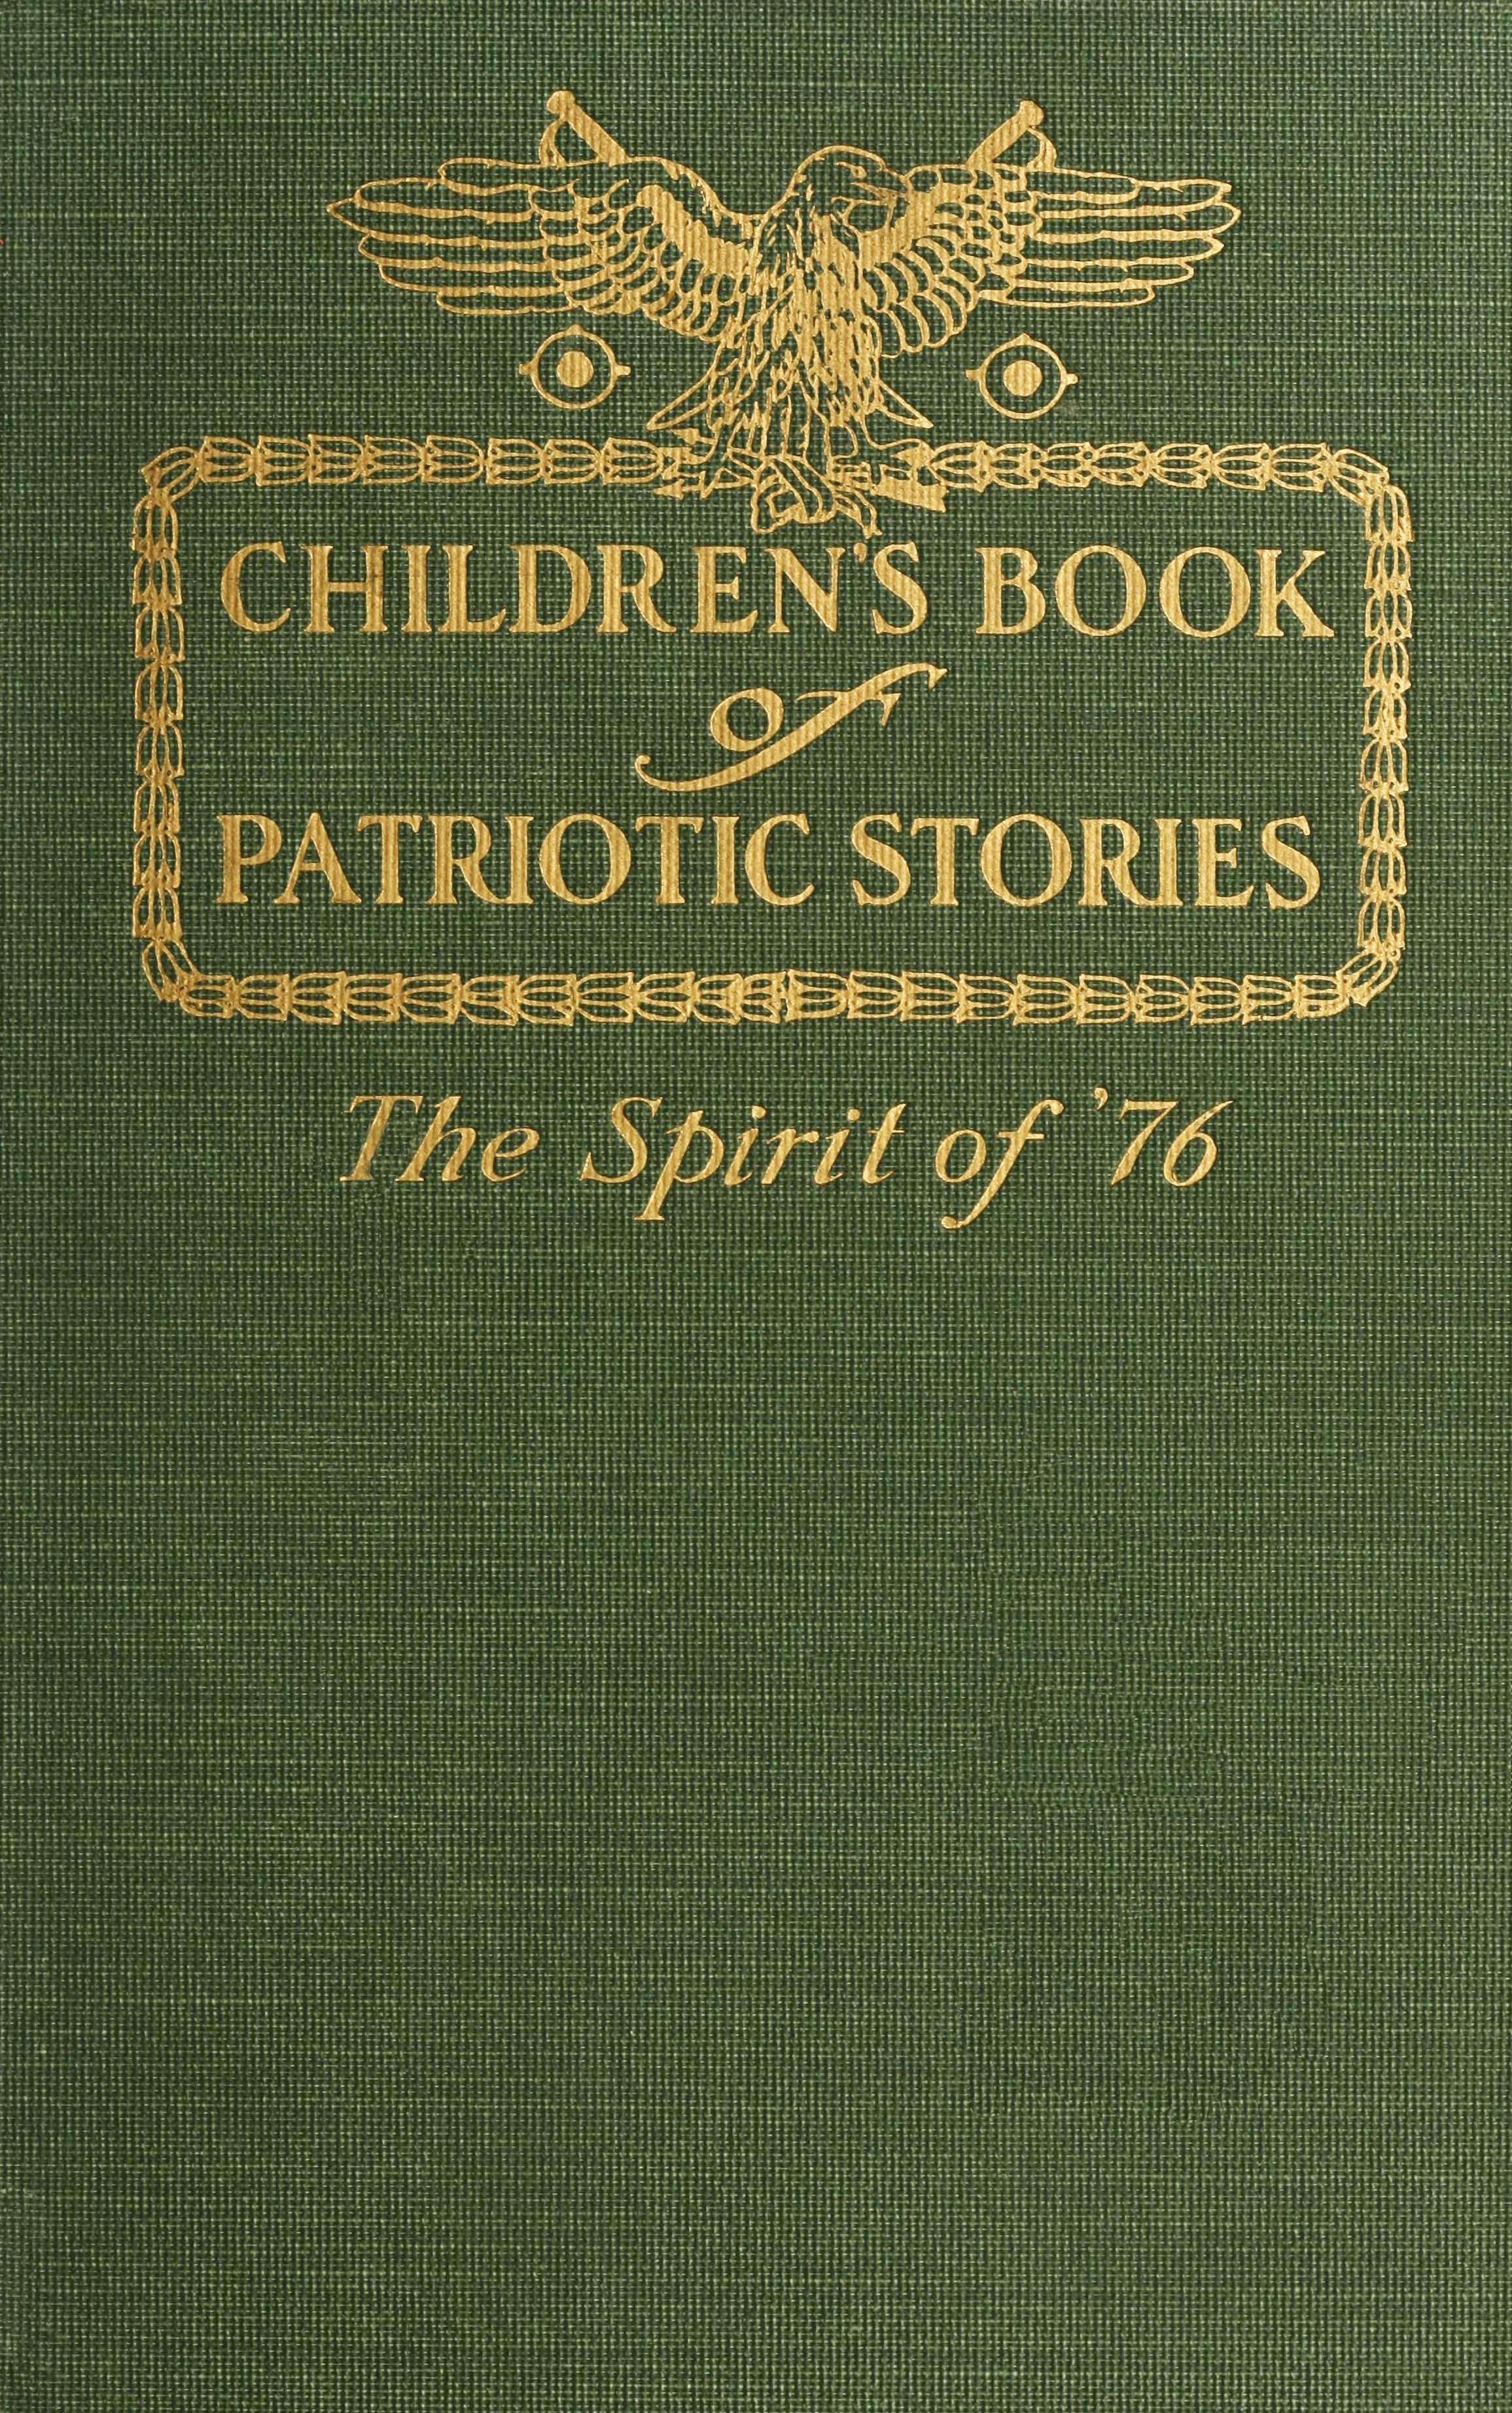 CHILDREN'S BOOK
of
PATRIOTIC STORIES
The Spirit of '76